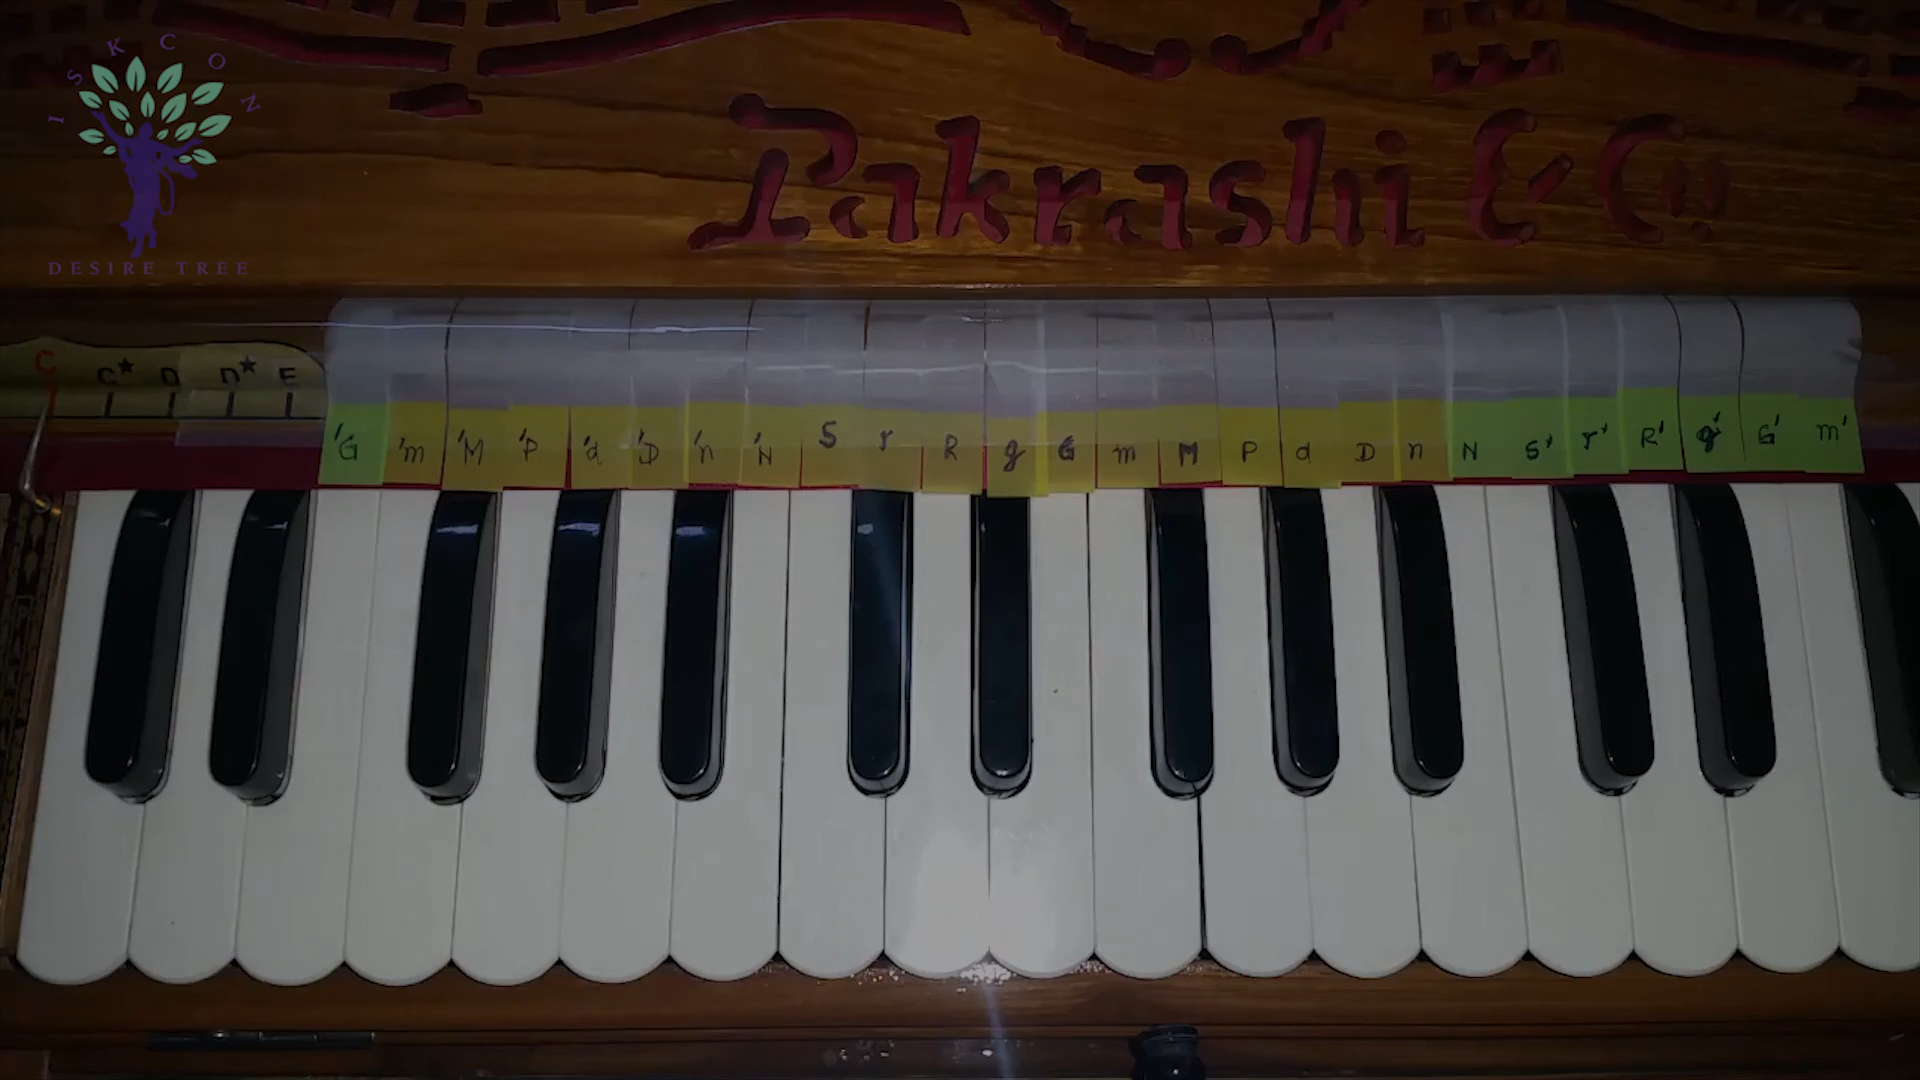 ISKCON
DESIRE TREE
Pakrashi & Co
C C* D D* E
'G 'm 'M 'P 'd 'D 'n 'N S r R g G m M P d D n N S' r' R' g' G' m'